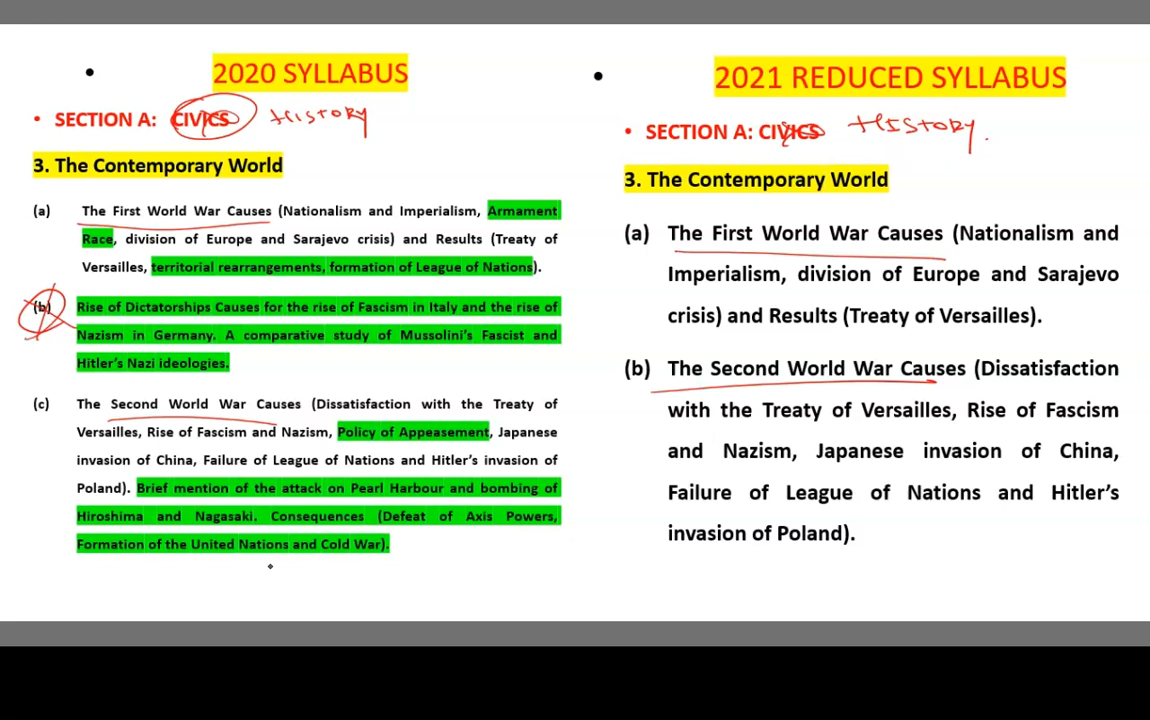 • 2020 SYLLABUS
• SECTION A: CIVICS HISTORY
3. The Contemporary World
(a) The First World War Causes (Nationalism and Imperialism, Armament
Race, division of Europe and Sarajevo crisis) and Results (Treaty of
Versailles, territorial rearrangements, formation of League of Nations).
(b) Rise of Dictatorships Causes for the rise of Fascism in Italy and the rise of
Nazism in Germany. A comparative study of Mussolini's Fascist and
Hitler's Nazi ideologies.
(c) The Second World War Causes (Dissatisfaction with the Treaty of
Versailles, Rise of Fascism and Nazism, Policy of Appeasement, Japanese
invasion of China, Failure of League of Nations and Hitler's invasion of
Poland). Brief mention of the attack on Pearl Harbour and bombing of
Hiroshima and Nagasaki. Consequences (Defeat of Axis Powers,
Formation of the United Nations and Cold War).
• 2021 REDUCED SYLLABUS
• SECTION A: CIVICS HISTORY.
3. The Contemporary World
(a) The First World War Causes (Nationalism and
Imperialism, division of Europe and Sarajevo
crisis) and Results (Treaty of Versailles).
(b) The Second World War Causes (Dissatisfaction
with the Treaty of Versailles, Rise of Fascism
and Nazism, Japanese invasion of China,
Failure of League of Nations and Hitler's
invasion of Poland).